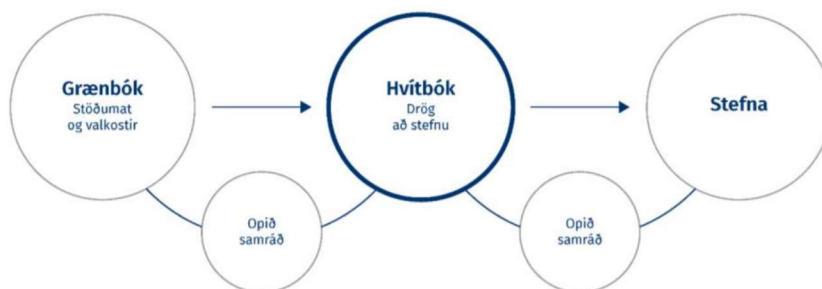 Grænbók
Stöðumat
og valkostir
Hvítbók
Drög
að stefnu
Stefna
Opið
samráð
Opið
samráð